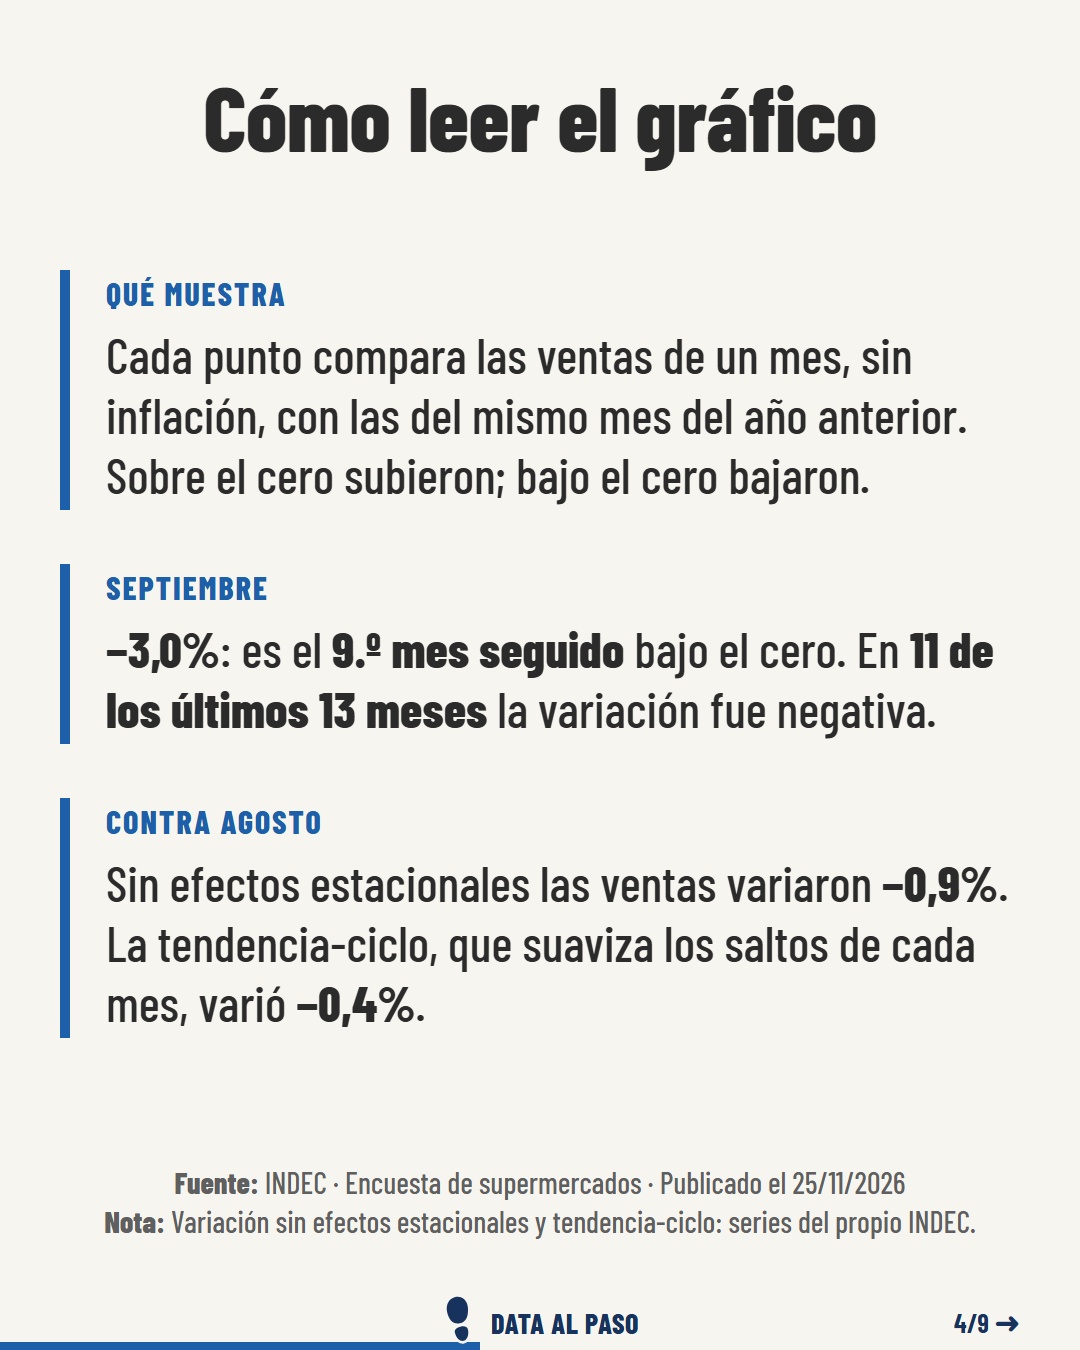 Cómo leer el gráfico
QUÉ MUESTRA
Cada punto compara las ventas de un mes, sin
inflación, con las del mismo mes del año anterior.
Sobre el cero subieron; bajo el cero bajaron.
SEPTIEMBRE
−3,0%: es el 9.º mes seguido bajo el cero. En 11 de
los últimos 13 meses la variación fue negativa.
CONTRA AGOSTO
Sin efectos estacionales las ventas variaron −0,9%.
La tendencia-ciclo, que suaviza los saltos de cada
mes, varió −0,4%.
Fuente: INDEC · Encuesta de supermercados · Publicado el 25/11/2026
Nota: Variación sin efectos estacionales y tendencia-ciclo: series del propio INDEC.
DATA AL PASO
4/9 →